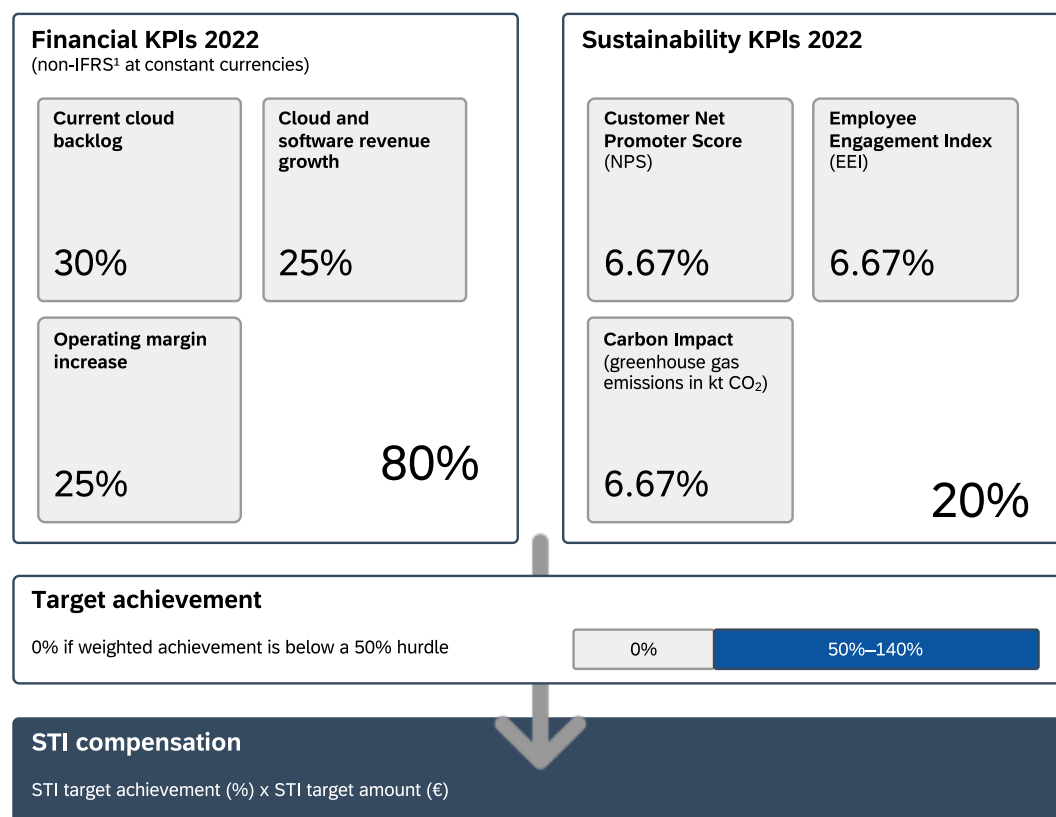 Financial KPIs 2022
(non-IFRS¹ at constant currencies)
Current cloud
backlog
30%
Cloud and
software revenue
growth
25%
Operating margin
increase
25%
80%
Sustainability KPIs 2022
Customer Net
Promoter Score
(NPS)
6.67%
Employee
Engagement Index
(EEI)
6.67%
Carbon Impact
(greenhouse gas
emissions in kt CO₂)
6.67%
20%
Target achievement
0% if weighted achievement is below a 50% hurdle
0%
50%–140%
STI compensation
STI target achievement (%) x STI target amount (€)